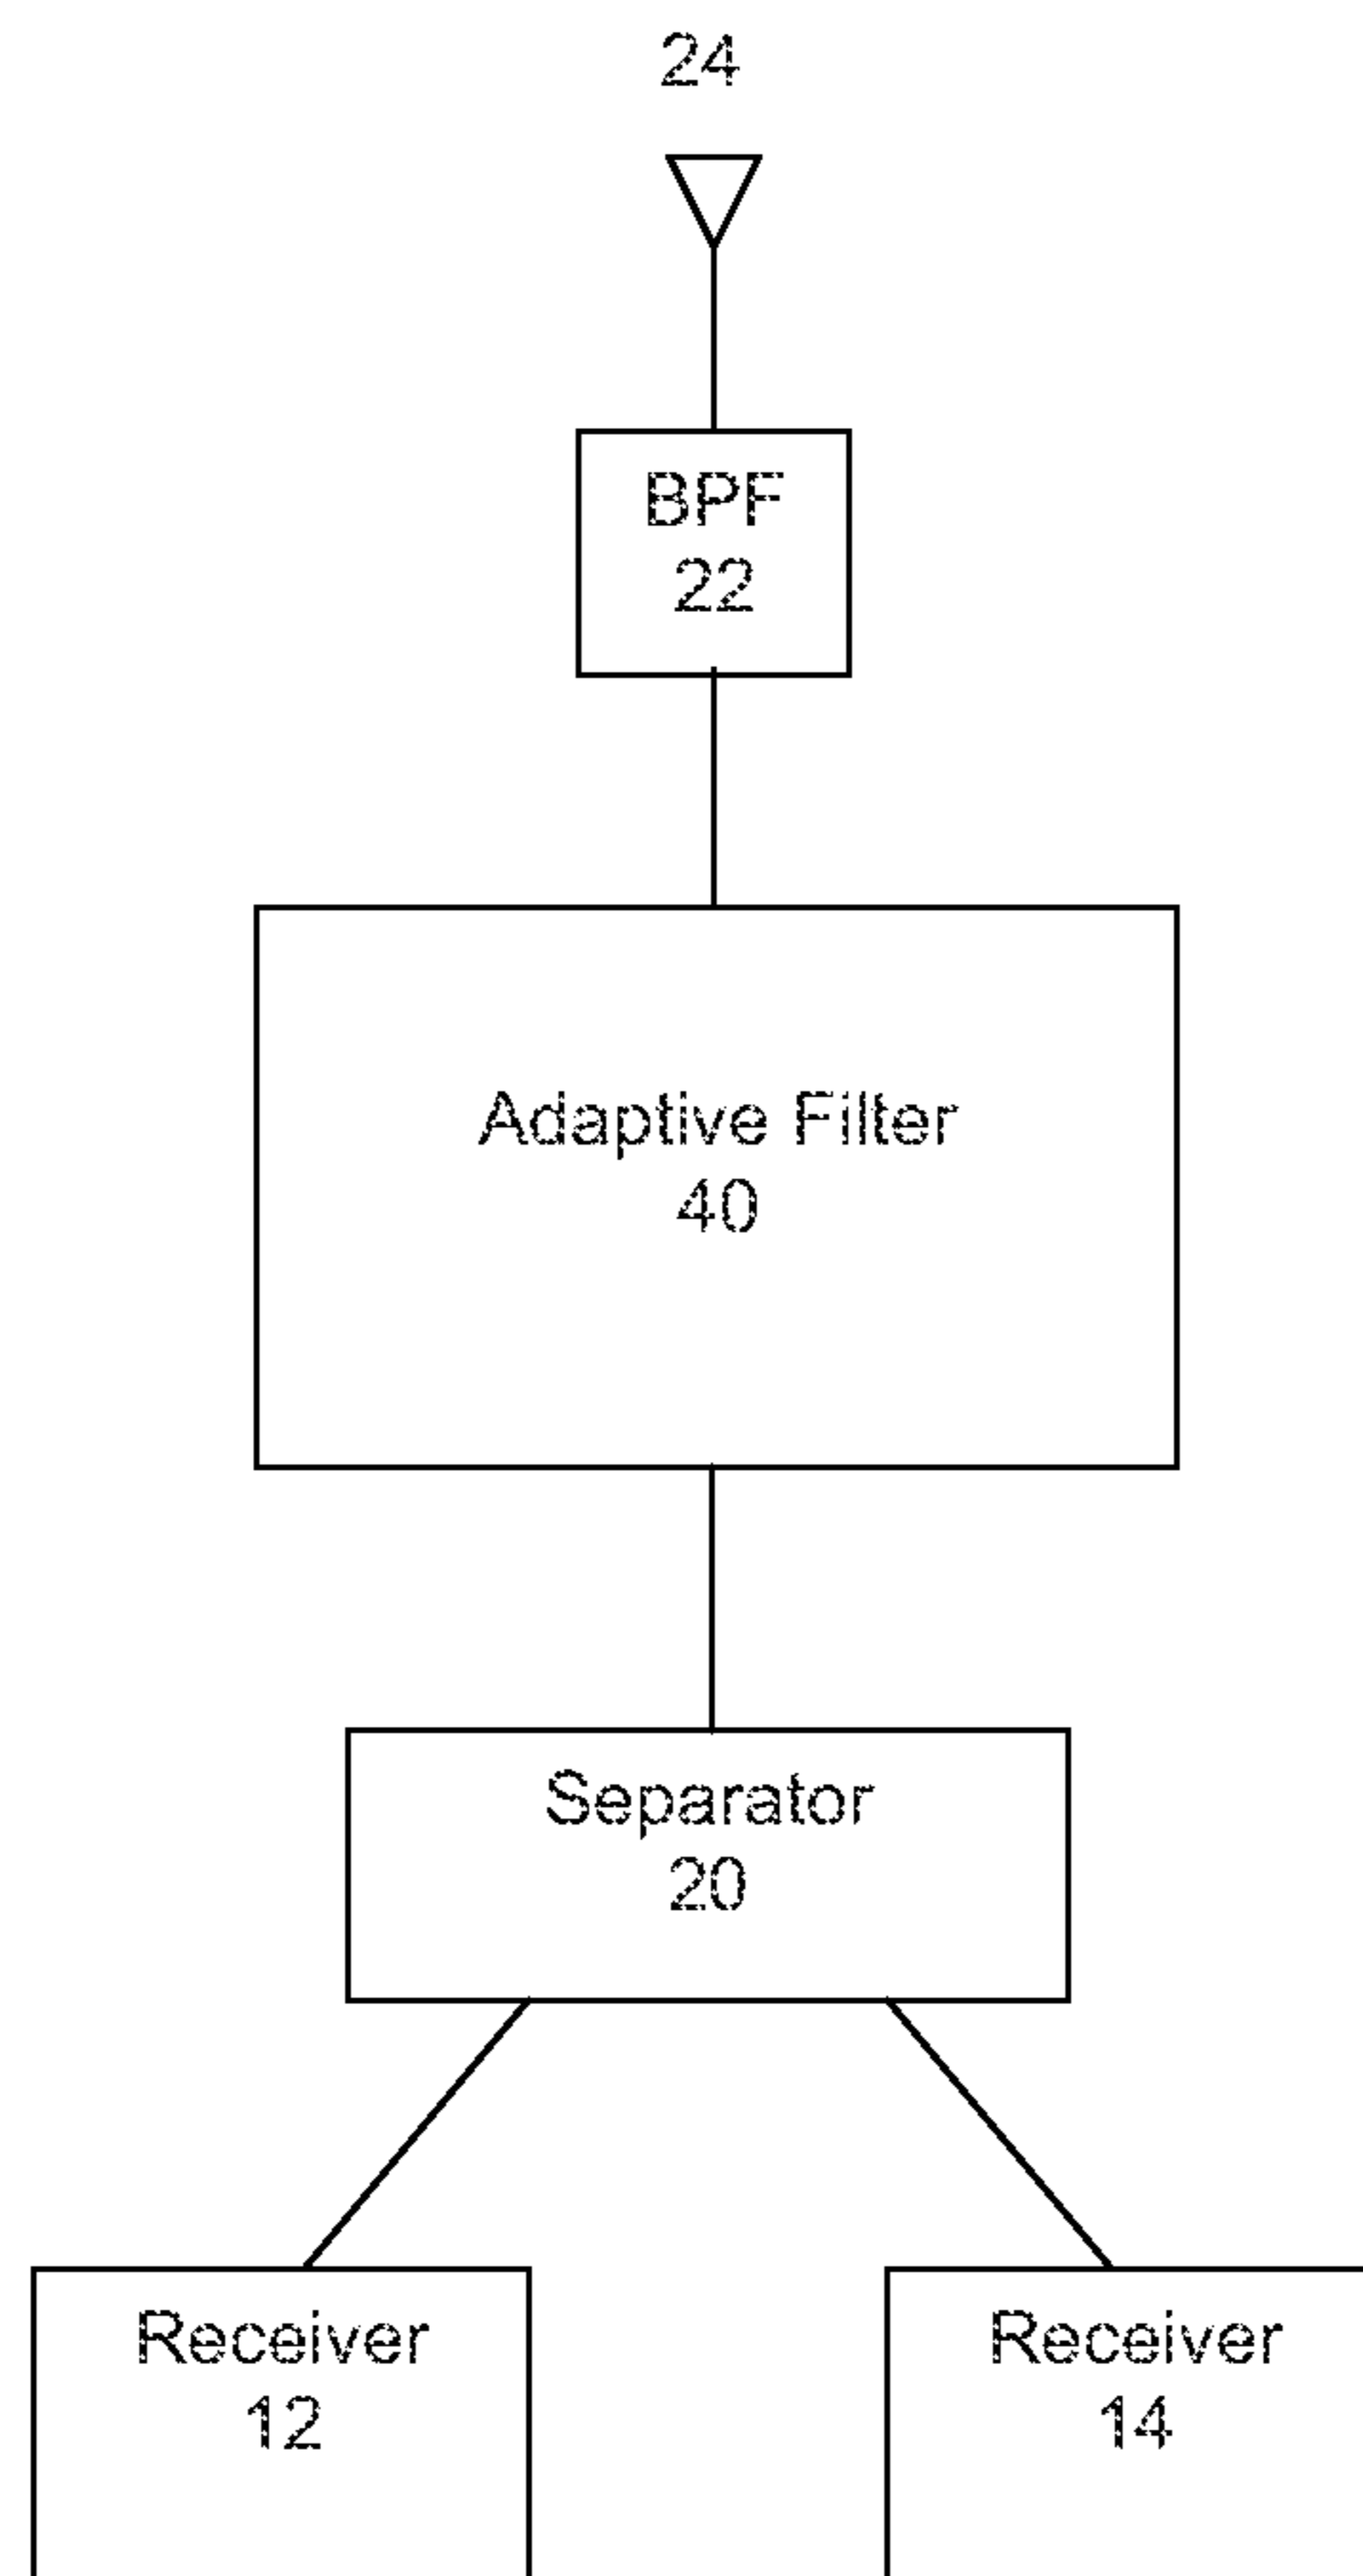 24
BPF
22
Adaptive Filter
40
Separator
20
Receiver
12
Receiver
14